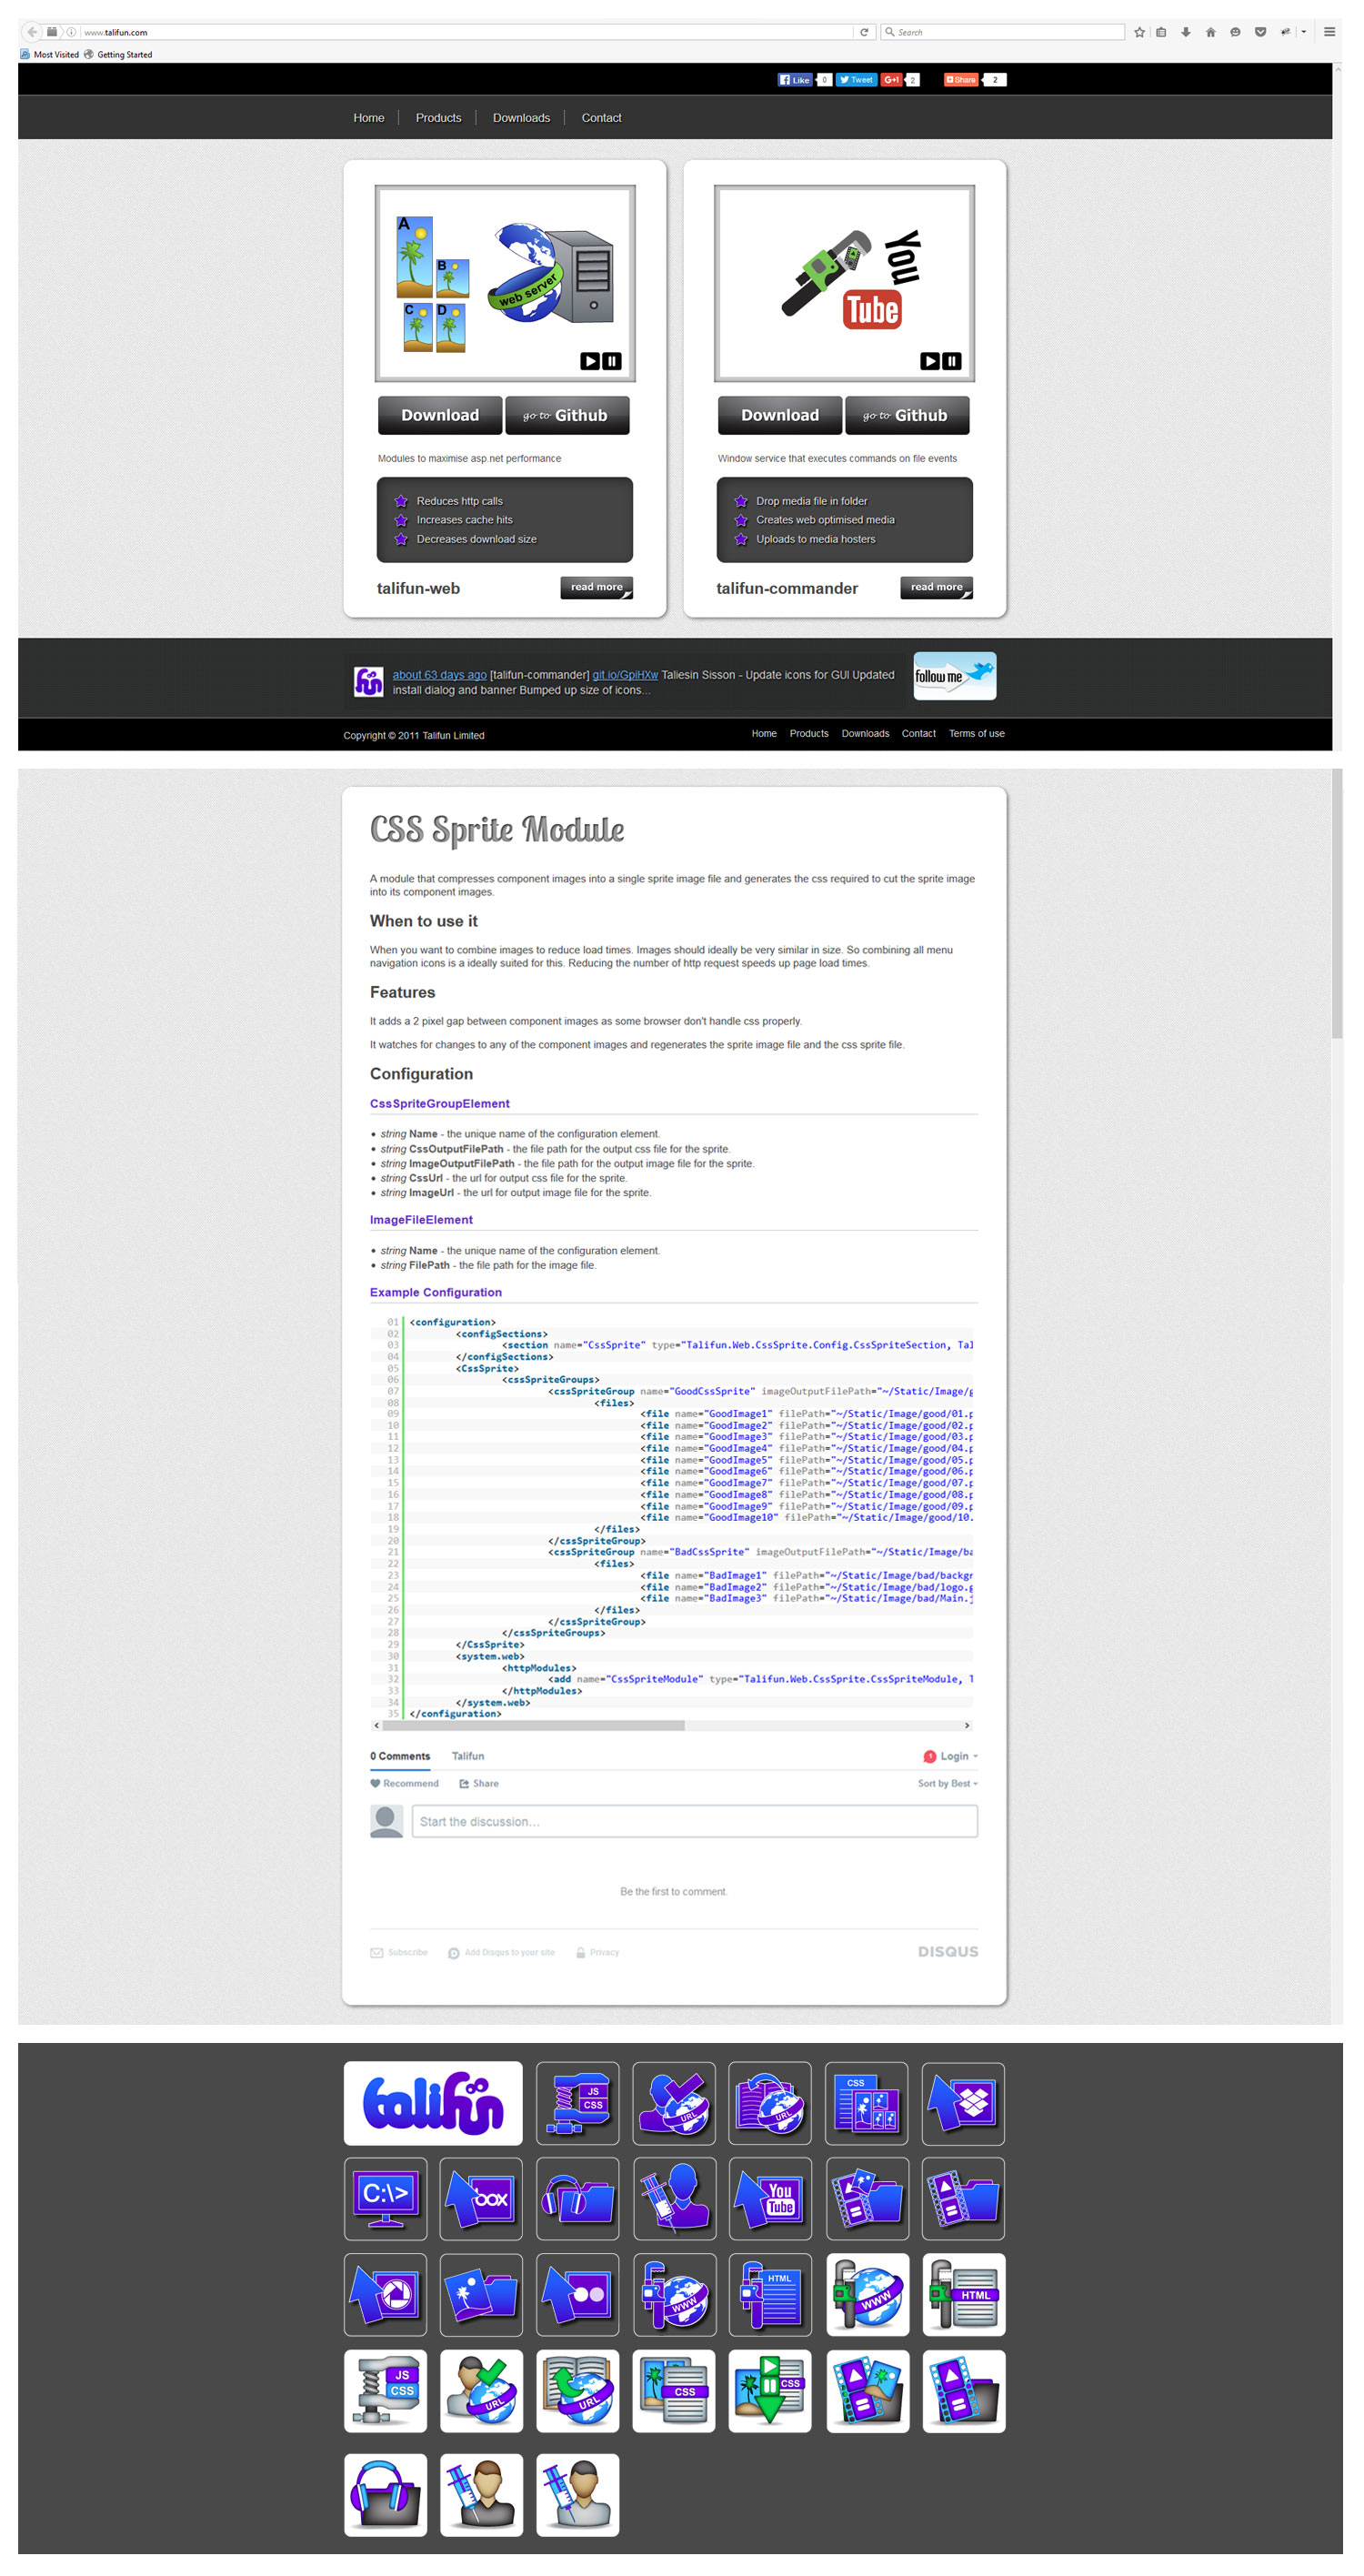 www.talifun.com
Search
Most Visited Getting Started
Like 0 Tweet G+1 2 Share 2
Home Products Downloads Contact
A
B
C D
web server
You
Tube
Download go to Github
Download go to Github
Modules to maximise asp.net performance
Window service that executes commands on file events
Reduces http calls
Increases cache hits
Decreases download size
Drop media file in folder
Creates web optimised media
Uploads to media hosters
talifun-web read more
talifun-commander read more
fün about 63 days ago [talifun-commander] git.io/GpiHXw Taliesin Sisson - Update icons for GUI Updated
install dialog and banner Bumped up size of icons...
follow me
Copyright © 2011 Talifun Limited
Home Products Downloads Contact Terms of use
CSS Sprite Module
A module that compresses component images into a single sprite image file and generates the css required to cut the sprite image
into its component images.
When to use it
When you want to combine images to reduce load times. Images should ideally be very similar in size. So combining all menu
navigation icons is a ideally suited for this. Reducing the number of http request speeds up page load times.
Features
It adds a 2 pixel gap between component images as some browser don't handle css properly.
It watches for changes to any of the component images and regenerates the sprite image file and the css sprite file.
Configuration
CssSpriteGroupElement
• string Name - the unique name of the configuration element.
• string CssOutputFilePath - the file path for the output css file for the sprite.
• string ImageOutputFilePath - the file path for the output image file for the sprite.
• string CssUrl - the url for output css file for the sprite.
• string ImageUrl - the url for output image file for the sprite.
ImageFileElement
• string Name - the unique name of the configuration element.
• string FilePath - the file path for the image file.
Example Configuration
01 <configuration>
02 <configSections>
03 <section name="CssSprite" type="Talifun.Web.CssSprite.Config.CssSpriteSection, Tal
04 </configSections>
05 <CssSprite>
06 <cssSpriteGroups>
07 <cssSpriteGroup name="GoodCssSprite" imageOutputFilePath="~/Static/Image/g
08 <files>
09 <file name="GoodImage1" filePath="~/Static/Image/good/01.p
10 <file name="GoodImage2" filePath="~/Static/Image/good/02.p
11 <file name="GoodImage3" filePath="~/Static/Image/good/03.p
12 <file name="GoodImage4" filePath="~/Static/Image/good/04.p
13 <file name="GoodImage5" filePath="~/Static/Image/good/05.p
14 <file name="GoodImage6" filePath="~/Static/Image/good/06.p
15 <file name="GoodImage7" filePath="~/Static/Image/good/07.p
16 <file name="GoodImage8" filePath="~/Static/Image/good/08.p
17 <file name="GoodImage9" filePath="~/Static/Image/good/09.p
18 <file name="GoodImage10" filePath="~/Static/Image/good/10.
19 </files>
20 </cssSpriteGroup>
21 <cssSpriteGroup name="BadCssSprite" imageOutputFilePath="~/Static/Image/ba
22 <files>
23 <file name="BadImage1" filePath="~/Static/Image/bad/backgr
24 <file name="BadImage2" filePath="~/Static/Image/bad/logo.g
25 <file name="BadImage3" filePath="~/Static/Image/bad/Main.j
26 </files>
27 </cssSpriteGroup>
28 </cssSpriteGroups>
29 </CssSprite>
30 <system.web>
31 <httpModules>
32 <add name="CssSpriteModule" type="Talifun.Web.CssSprite.CssSpriteModule, T
33 </httpModules>
34 </system.web>
35 </configuration>
0 Comments Talifun 1 Login
Recommend Share Sort by Best
Start the discussion...
Be the first to comment.
Subscribe Add Disqus to your site Privacy DISQUS
talifün JS CSS URL URL CSS
C:\> box You Tube
WWW HTML WWW HTML
JS CSS URL URL CSS CSS